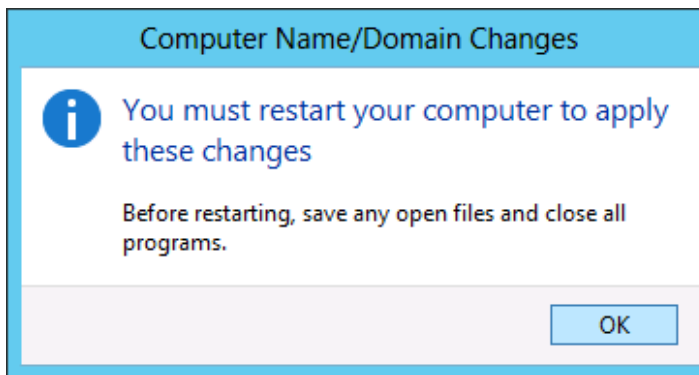 Computer Name/Domain Changes
You must restart your computer to apply
these changes
Before restarting, save any open files and close all
programs.
OK